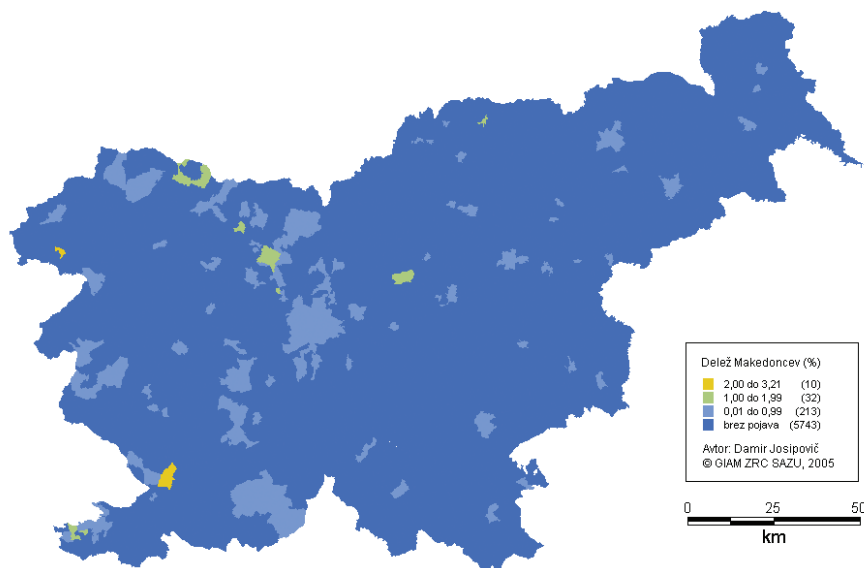 Delež Makedoncev (%)
2,00 do 3,21 (10)
1,00 do 1,99 (32)
0,01 do 0,99 (213)
brez pojava (5743)
Avtor: Damir Josipovič
© GIAM ZRC SAZU, 2005
0 25 50
km